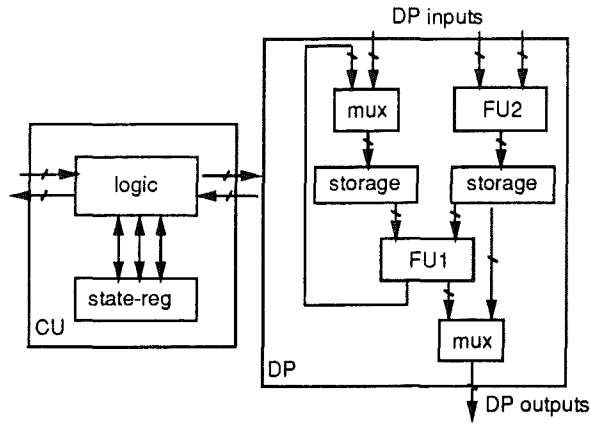 DP inputs
mux
FU2
logic
storage
storage
FU1
state-reg
CU
mux
DP
DP outputs